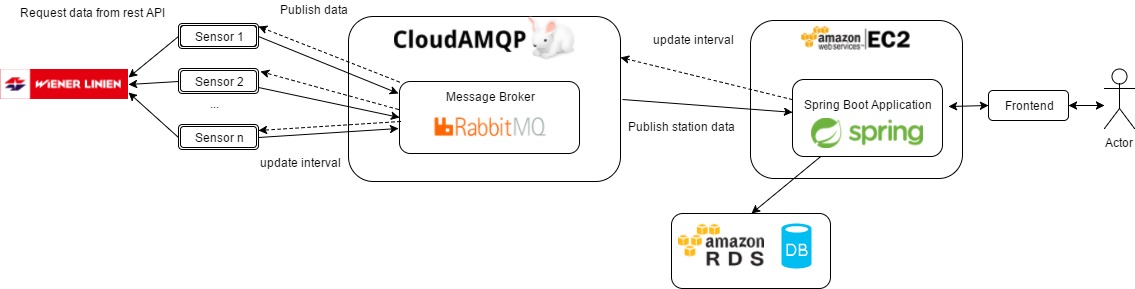 Request data from rest API
Publish data
Sensor 1
Sensor 2
...
Sensor n
WIENER LINIEN
update interval
CloudAMQP
Message Broker
RabbitMQ
update interval
Publish station data
amazon
web services
EC2
Spring Boot Application
spring
Frontend
Actor
amazon
RDS
DB